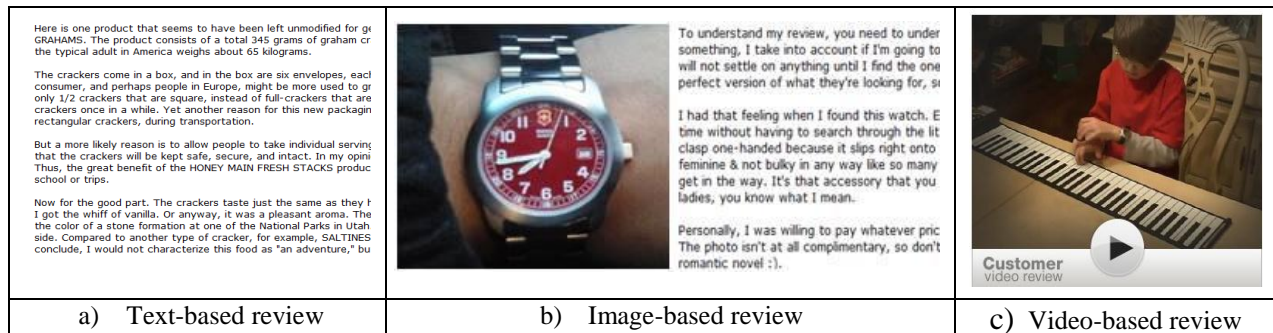 Here is one product that seems to have been left unmodified for
GRAHAMS. The product consists of a total 345 grams of graham
the typical adult in America weighs about 65 kilograms.
The crackers come in a box, and in the box are six envelopes,
consumer, and perhaps people in Europe, might be more used to
only 1/2 crackers that are square, instead of full-crackers that are
crackers once in a while. Yet another reason for this new
rectangular crackers, during transportation.
But a more likely reason is to allow people to take individual
that the crackers will be kept safe, secure, and intact. In my
Thus, the great benefit of the HONEY MAIN FRESH STACKS
school or trips.
Now for the good part. The crackers taste just the same as they
I got the whiff of vanilla. Or anyway, it was a pleasant aroma. The
the color of a stone formation at one of the National Parks in Utah
side. Compared to another type of cracker, for example, SALTINES
conclude, I would not characterize this food as "an adventure,"
10
12
2
9
8
7
6
5
4
To understand my review, you need to
something, I take into account if I'm going to
will not settle on anything until I find the one
perfect version of what they're looking for,
I had that feeling when I found this watch.
time without having to search through the
clasp one-handed because it slips right onto
feminine & not bulky in any way like so many
get in the way. It's that accessory that you
ladies, you know what I mean.
Personally, I was willing to pay whatever
The photo isn't at all complimentary, so don't
romantic novel :).
Customer
video review
a) Text-based review
b) Image-based review
c) Video-based review